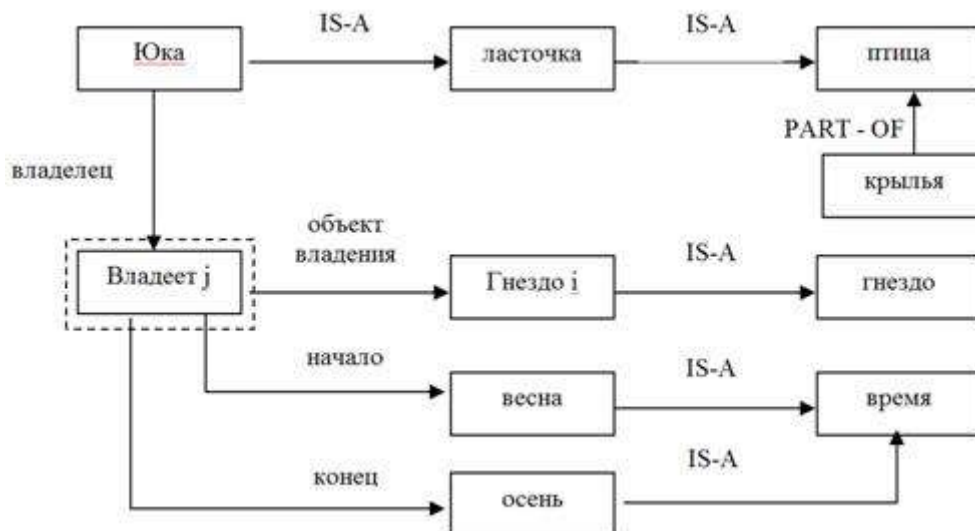 IS-A
IS-A
Юка
ласточка
птица
PART - OF
владелец
крылья
объект
владения
IS-A
Владеет j
Гнездо i
гнездо
начало
IS-A
весна
время
IS-A
конец
осень